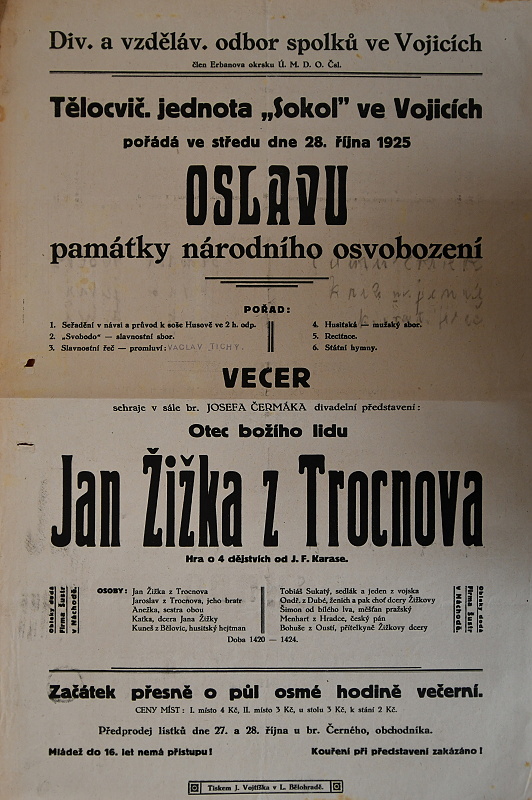 Div. a vzděláv. odbor spolků ve Vojicích
člen Erbanova okrsku Ú. M. D. O. Čsl.
Tělocvič. jednota „Sokol” ve Vojicích
pořádá ve středu dne 28. října 1925
OSLAVU
památky národního osvobození
POŘAD:
1. Seřadění v návsi a průvod k soše Husově ve 2 h. odp.
2. „Svobodo“ — slavnostní sbor.
3. Slavnostní řeč — promluví: VÁCLAV TICHÝ.
4. Husitská — mužský sbor.
5. Recitace.
6. Státní hymny.
VEČER
sehraje v sále br. JOSEFA ČERMÁKA divadelní představení:
Otec božího lidu
Jan Žižka z Trocnova
Hra o 4 dějstvích od J. F. Karase.
Obleky dodá
Firma Šustr
v Náchodě.
OSOBY: Jan Žižka z Trocnova
Jaroslav z Trocnova, jeho bratr
Anežka, sestra obou
Katka, dcera Jana Žižky
Kuneš z Bělovic, husitský hejtman
Tobiáš Sukatý, sedlák a jeden z vojska
Ondř. z Dubé, ženich a pak choť dcery Žižkovy
Šimon od bílého lva, měšťan pražský
Menhart z Hradce, český pán
Bohuše z Oustí, přítelkyně Žižkovy dcery
Obleky dodá
Firma Šustr
v Náchodě.
Doba 1420 — 1424.
Začátek přesně o půl osmé hodině večerní.
CENY MÍST: I. místo 4 Kč, II. místo 3 Kč, u stolu 3 Kč, k stání 2 Kč.
Předprodej lístků dne 27. a 28. října u br. Černého, obchodníka.
Mládež do 16. let nemá přístupu!
Kouření při představení zakázáno!
Tiskem J. Vojtíška v L. Bělohradě.